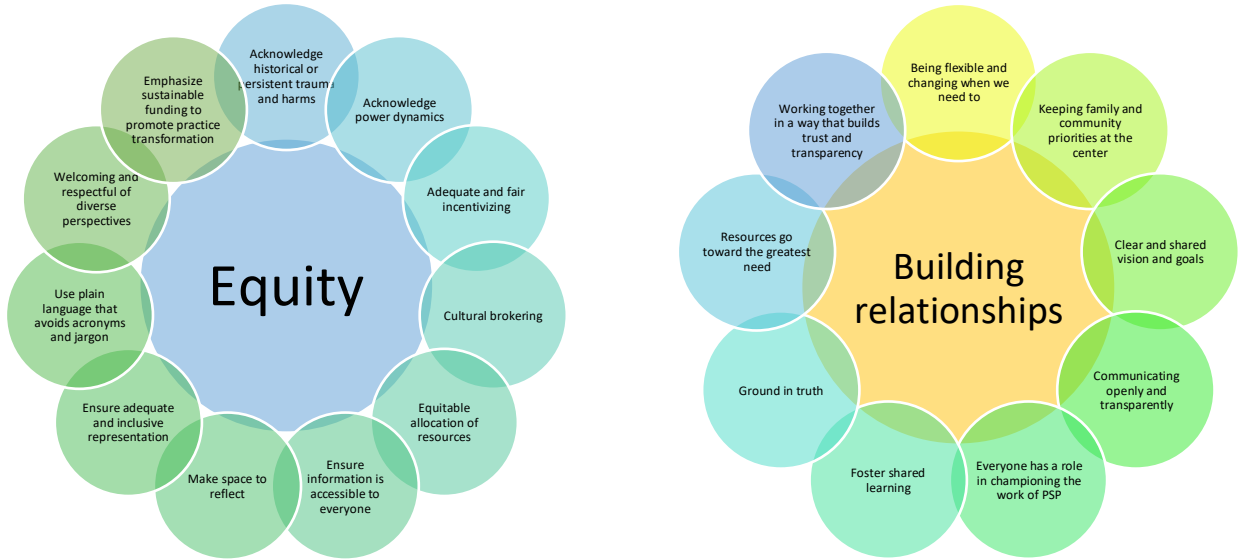 Equity
Acknowledge
historical or
persistent trauma
and harms
Acknowledge
power dynamics
Adequate and fair
incentivizing
Cultural brokering
Equitable
allocation of
resources
Ensure
information is
accessible to
everyone
Make space to
reflect
Ensure adequate
and inclusive
representation
Use plain
language that
avoids acronyms
and jargon
Welcoming and
respectful of
diverse
perspectives
Emphasize
sustainable
funding to
promote practice
transformation
Building
relationships
Being flexible and
changing when we
need to
Keeping family and
community
priorities at the
center
Clear and shared
vision and goals
Communicating
openly and
transparently
Everyone has a role
in championing the
work of PSP
Foster shared
learning
Ground in truth
Resources go
toward the greatest
need
Working together
in a way that builds
trust and
transparency